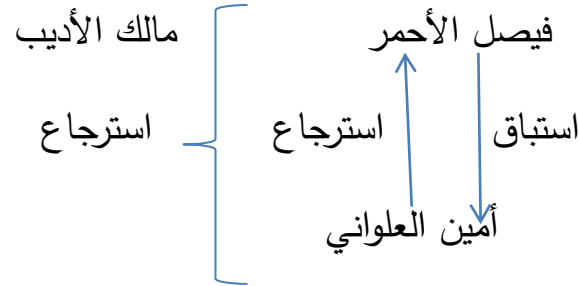 فيصل الأحمر مالك الأديب
استباق استرجاع استرجاع
أمين العلواني